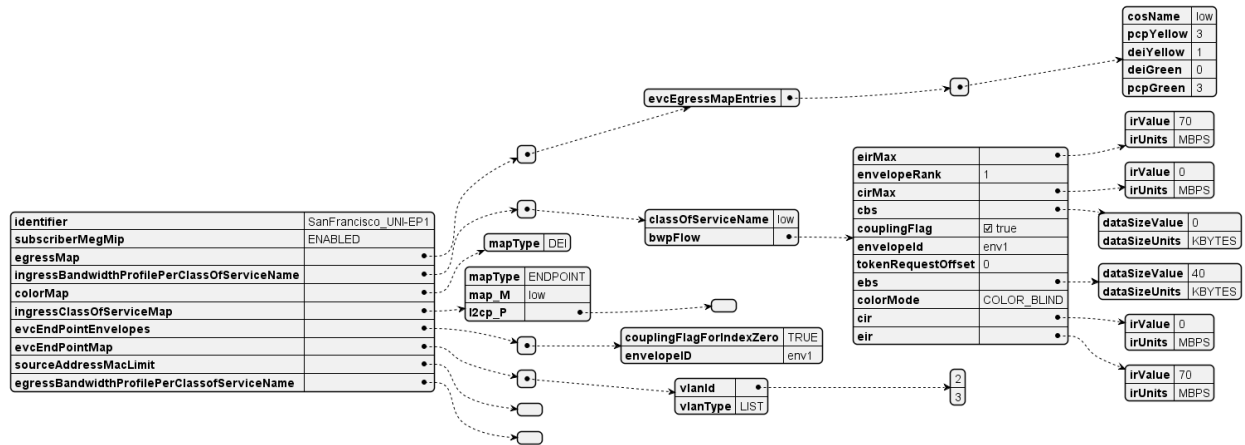 identifier SanFrancisco_UNI-EP1
subscriberMegMip ENABLED
egressMap
ingressBandwidthProfilePerClassOfServiceName
colorMap
ingressClassOfServiceMap
evcEndPointEnvelopes
evcEndPointMap
sourceAddressMacLimit
egressBandwidthProfilePerClassofServiceName
evcEgressMapEntries
cosName low
pcpYellow 3
deiYellow 1
deiGreen 0
pcpGreen 3
classOfServiceName low
bwpFlow
eirMax
envelopeRank 1
cirMax
cbs
couplingFlag ☑ true
envelopeId env1
tokenRequestOffset 0
ebs
colorMode COLOR_BLIND
cir
eir
irValue 70
irUnits MBPS
irValue 0
irUnits MBPS
dataSizeValue 0
dataSizeUnits KBYTES
dataSizeValue 40
dataSizeUnits KBYTES
irValue 0
irUnits MBPS
irValue 70
irUnits MBPS
mapType DEI
mapType ENDPOINT
map_M low
l2cp_P
couplingFlagForIndexZero TRUE
envelopeID env1
vlanId
vlanType LIST
2
3